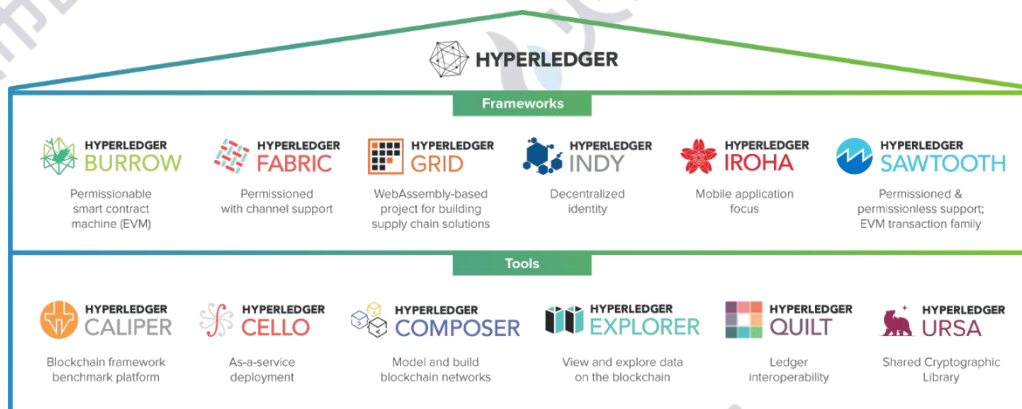 HYPERLEDGER
Frameworks
HYPERLEDGER
BURROW
Permissionable
smart contract
machine (EVM)
HYPERLEDGER
FABRIC
Permissioned
with channel support
HYPERLEDGER
GRID
WebAssembly-based
project for building
supply chain solutions
HYPERLEDGER
INDY
Decentralized
identity
HYPERLEDGER
IROHA
Mobile application
focus
HYPERLEDGER
SAWTOOTH
Permissioned &
permissionless support;
EVM transaction family
Tools
HYPERLEDGER
CALIPER
Blockchain framework
benchmark platform
HYPERLEDGER
CELLO
As-a-service
deployment
HYPERLEDGER
COMPOSER
Model and build
blockchain networks
HYPERLEDGER
EXPLORER
View and explore data
on the blockchain
HYPERLEDGER
QUILT
Ledger
interoperability
HYPERLEDGER
URSA
Shared Cryptographic
Library